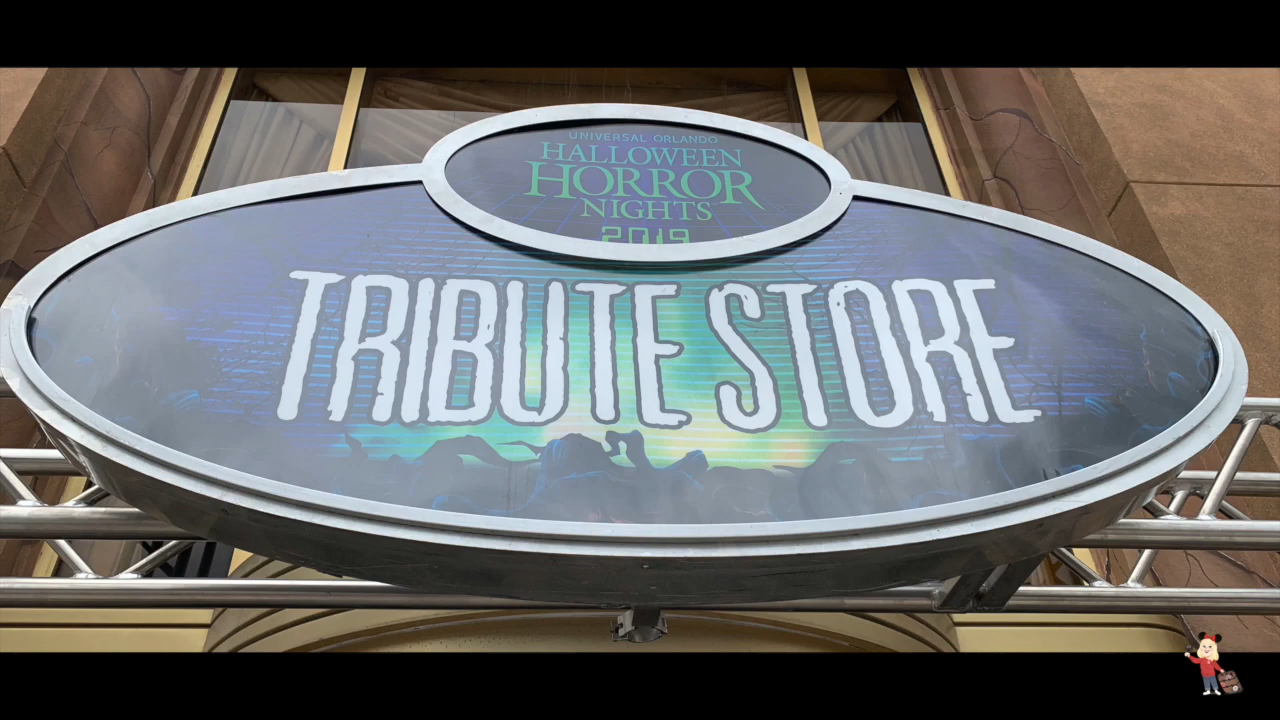 UNIVERSAL ORLANDO
HALLOWEEN
HORROR
NIGHTS
2019
TRIBUTE STORE